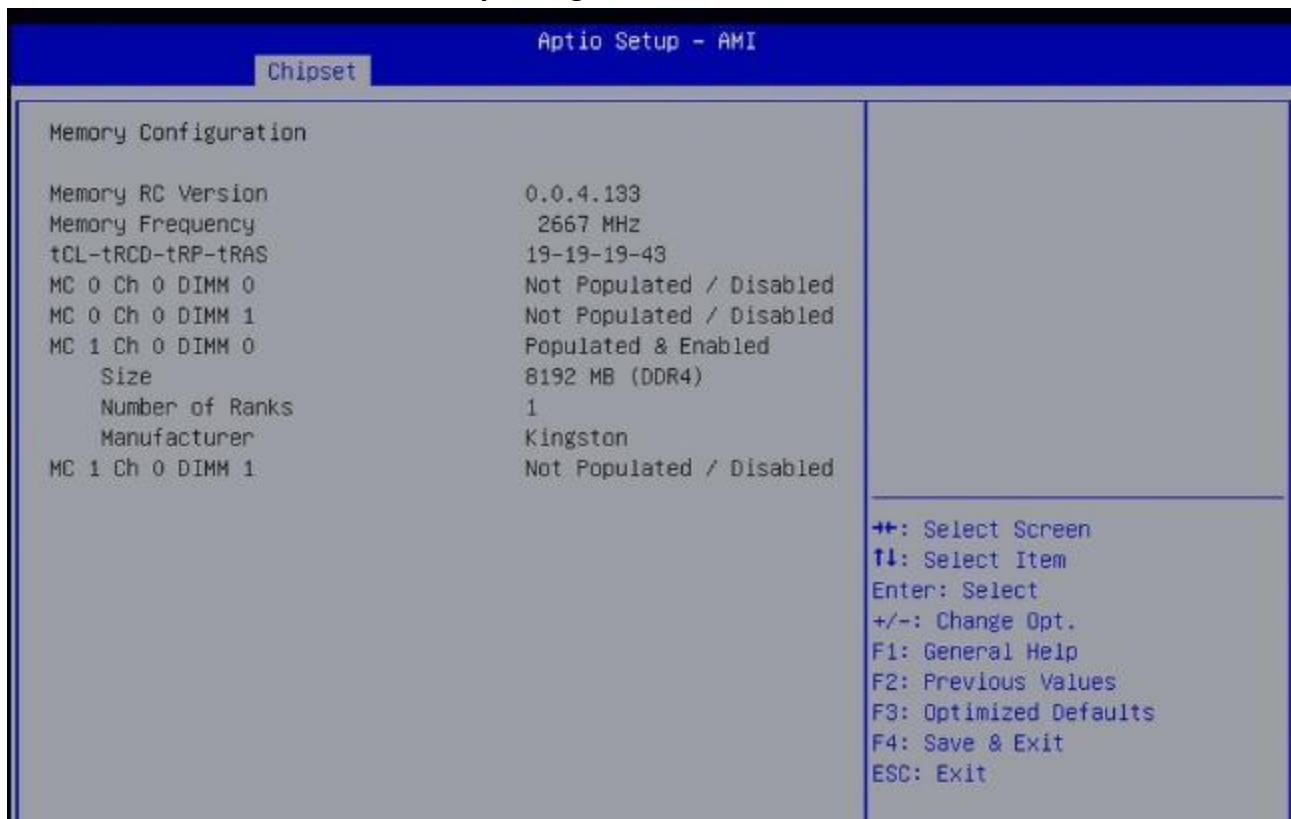 Aptio Setup - AMI
Chipset
Memory Configuration
Memory RC Version 0.0.4.133
Memory Frequency 2667 MHz
tCL-tRCD-tRP-tRAS 19-19-19-43
MC 0 Ch 0 DIMM 0 Not Populated / Disabled
MC 0 Ch 0 DIMM 1 Not Populated / Disabled
MC 1 Ch 0 DIMM 0 Populated & Enabled
Size 8192 MB (DDR4)
Number of Ranks 1
Manufacturer Kingston
MC 1 Ch 0 DIMM 1 Not Populated / Disabled
→←: Select Screen
↑↓: Select Item
Enter: Select
+/-: Change Opt.
F1: General Help
F2: Previous Values
F3: Optimized Defaults
F4: Save & Exit
ESC: Exit